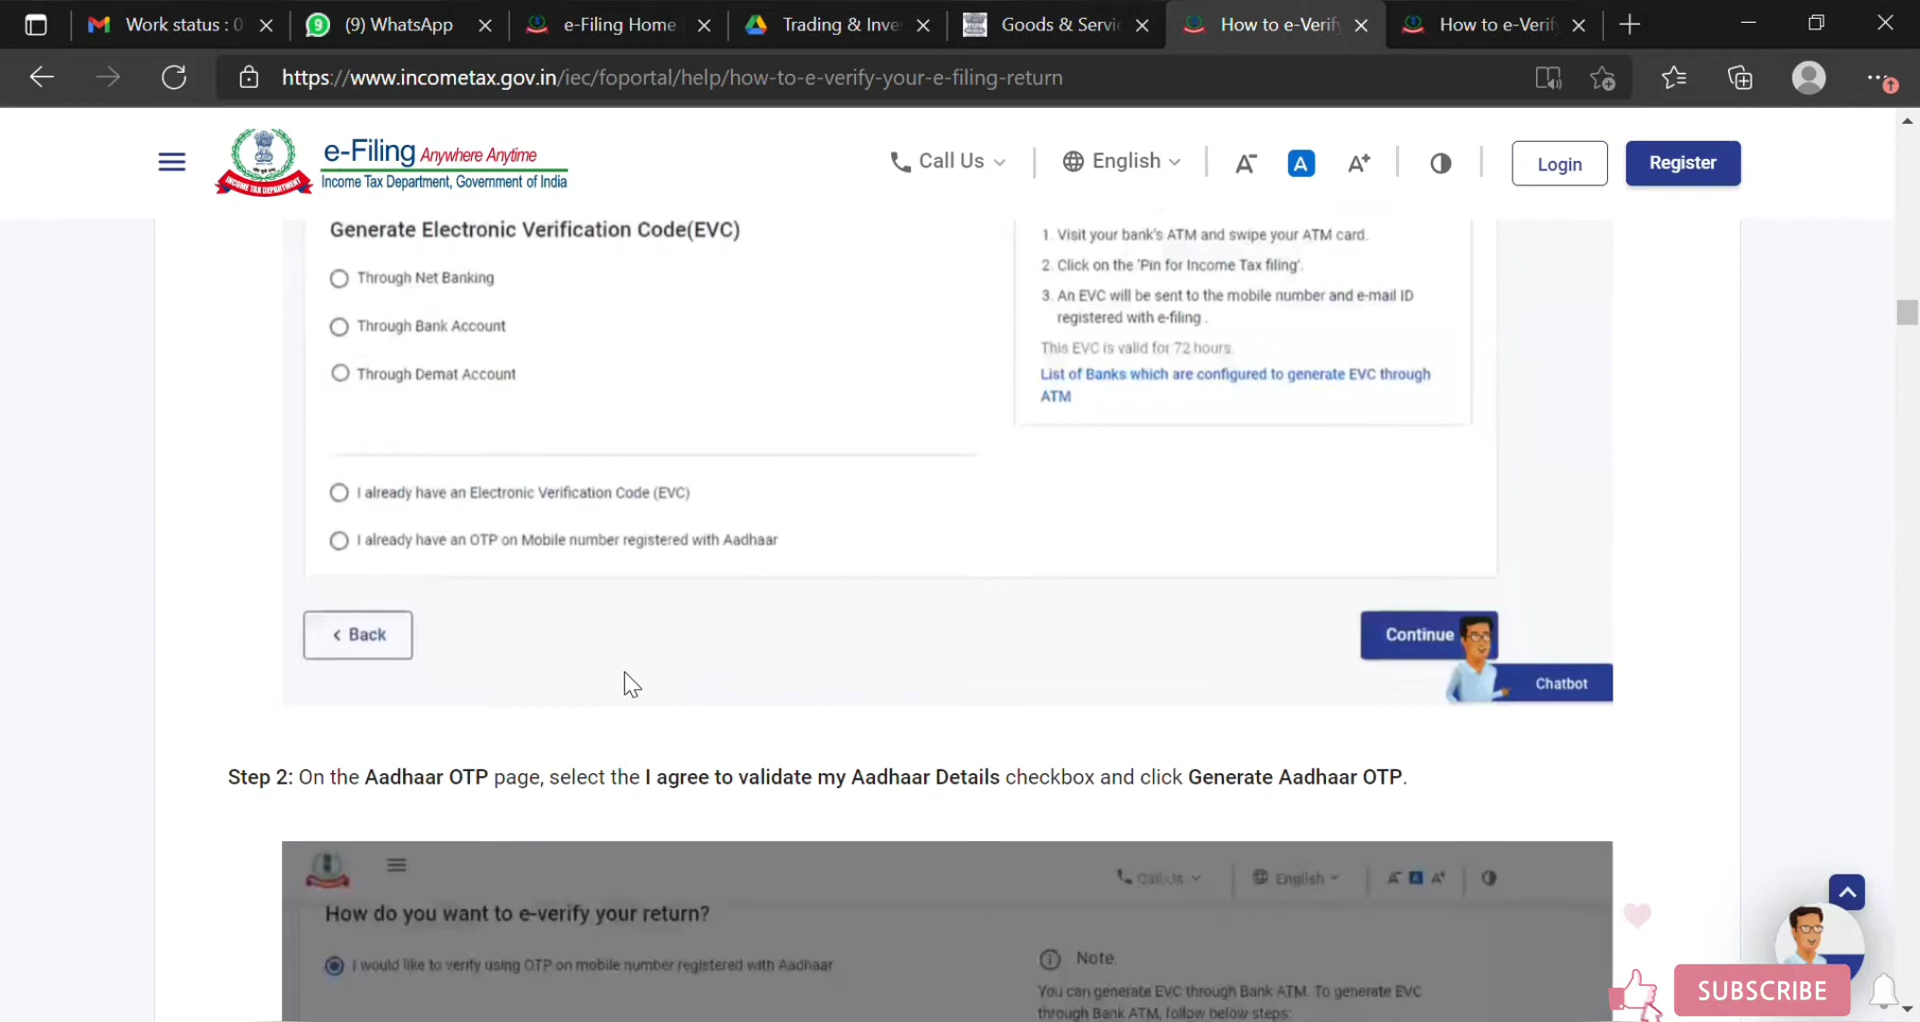 Work status : 0
(9) WhatsApp
e-Filing Home
Trading & Inve
Goods & Servic
How to e-Verify
How to e-Verif
https://www.incometax.gov.in/iec/foportal/help/how-to-e-verify-your-e-filing-return
e-Filing Anywhere Anytime
Income Tax Department, Government of India
INCOME TAX DEPARTMENT
Call Us
English
A-
A
A+
Login
Register
Generate Electronic Verification Code(EVC)
Through Net Banking
Through Bank Account
Through Demat Account
1. Visit your bank's ATM and swipe your ATM card.
2. Click on the 'Pin for Income Tax filing'.
3. An EVC will be sent to the mobile number and e-mail ID
registered with e-filing .
This EVC is valid for 72 hours.
List of Banks which are configured to generate EVC through
ATM
I already have an Electronic Verification Code (EVC)
I already have an OTP on Mobile number registered with Aadhaar
< Back
Continue
Chatbot
Step 2: On the Aadhaar OTP page, select the I agree to validate my Aadhaar Details checkbox and click Generate Aadhaar OTP.
Call Us
English
A-
A
A+
How do you want to e-verify your return?
I would like to verify using OTP on mobile number registered with Aadhaar
Note
You can generate EVC through Bank ATM. To generate EVC
through Bank ATM, follow below steps:
SUBSCRIBE